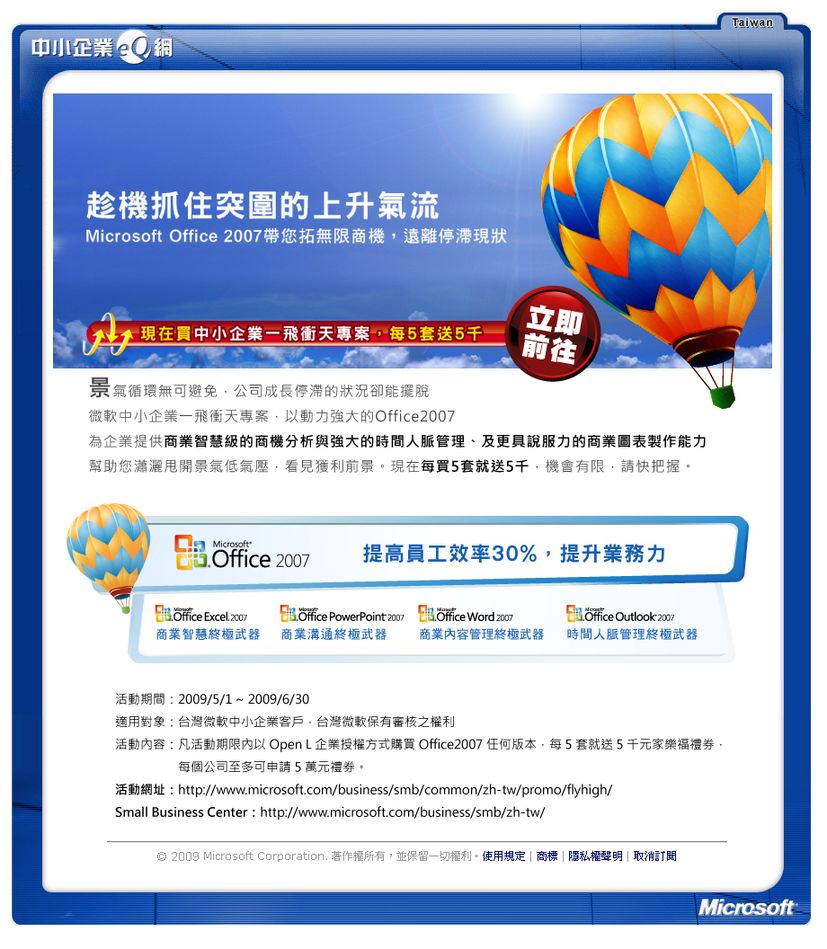 Taiwan
中小企業eQ網
趁機抓住突圍的上升氣流
Microsoft Office 2007帶您拓無限商機，遠離停滯現狀
現在買中小企業一飛衝天專案，每5套送5千
立即
前往
景氣循環無可避免，公司成長停滯的狀況卻能擺脫
微軟中小企業一飛衝天專案，以動力強大的Office2007
為企業提供商業智慧級的商機分析與強大的時間人脈管理、及更具說服力的商業圖表製作能力
幫助您瀟灑甩開景氣低氣壓，看見獲利前景。現在每買5套就送5千，機會有限，請快把握。
Microsoft® Office 2007 提高員工效率30%，提升業務力
Microsoft® Office Excel 2007 Microsoft® Office PowerPoint® 2007 Microsoft® Office Word 2007 Microsoft® Office Outlook® 2007
商業智慧終極武器 商業溝通終極武器 商業內容管理終極武器 時間人脈管理終極武器
活動期間：2009/5/1 ~ 2009/6/30
適用對象：台灣微軟中小企業客戶，台灣微軟保有審核之權利
活動內容：凡活動期限內以 Open L 企業授權方式購買 Office2007 任何版本，每 5 套就送 5 千元家樂福禮券，
每個公司至多可申請 5 萬元禮券。
活動網址：http://www.microsoft.com/business/smb/common/zh-tw/promo/flyhigh/
Small Business Center：http://www.microsoft.com/business/smb/zh-tw/
© 2009 Microsoft Corporation. 著作權所有，並保留一切權利。使用規定 | 商標 | 隱私權聲明 | 取消訂閱
Microsoft®